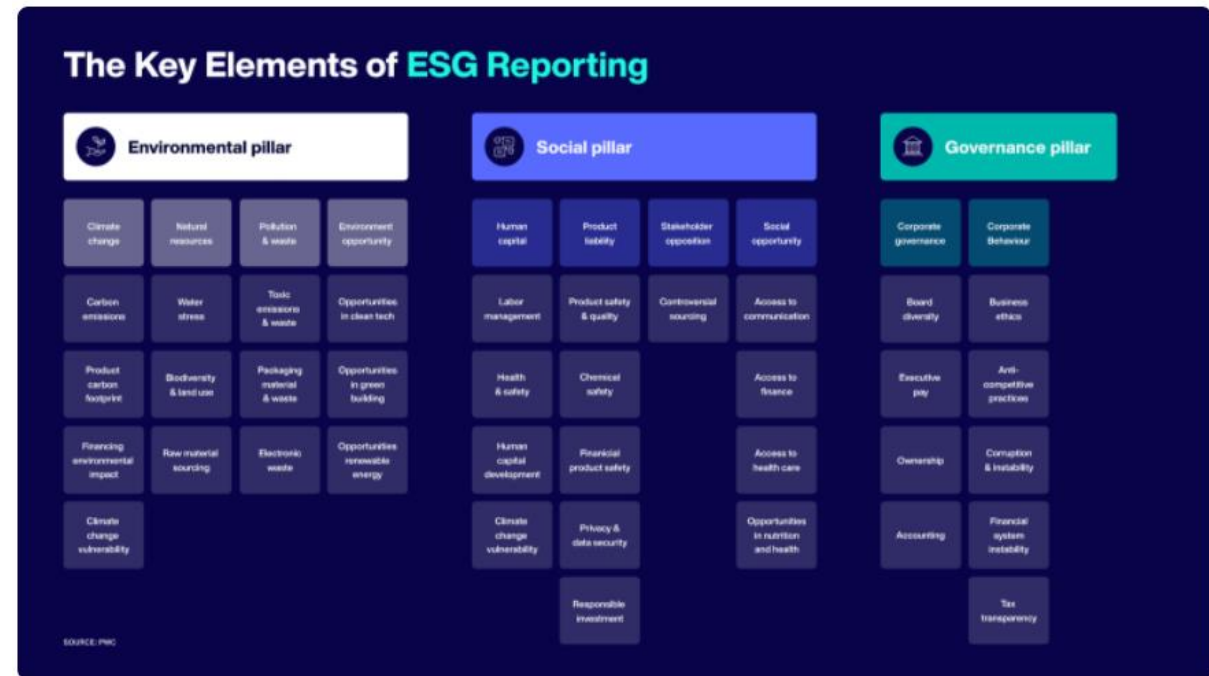 The Key Elements of ESG Reporting
Environmental pillar
Climate
change
Natural
resources
Pollution
& waste
Environment
opportunity
Carbon
emissions
Water
stress
Toxic
emissions
& waste
Opportunities
in clean tech
Product
carbon
footprint
Biodiversity
& land use
Packaging
material
& waste
Opportunities
in green
building
Financing
environmental
impact
Raw material
sourcing
Electronic
waste
Opportunities
renewable
energy
Climate
change
vulnerability
Social pillar
Human
capital
Product
liability
Stakeholder
opposition
Social
opportunity
Labor
management
Product safety
& quality
Controversial
sourcing
Access to
communication
Health
& safety
Chemical
safety
Access to
finance
Human
capital
development
Financial
product safety
Access to
health care
Climate
change
vulnerability
Privacy &
data security
Opportunities
in nutrition
and health
Responsible
investment
Governance pillar
Corporate
governance
Corporate
Behaviour
Board
diversity
Business
ethics
Executive
pay
Anti-
competitive
practices
Ownership
Corruption
& instability
Accounting
Financial
system
instability
Tax
transparency
SOURCE: PWC